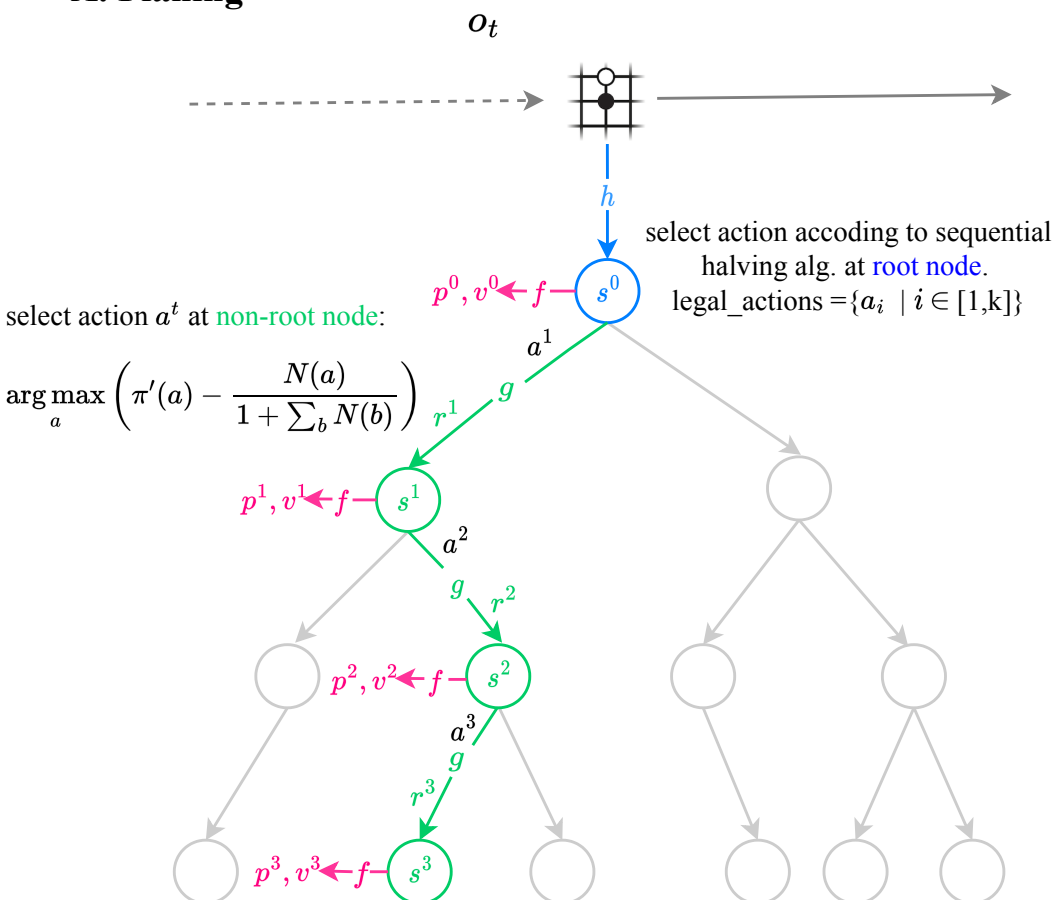 o_t
h
select action accoding to sequential
halving alg. at root node.
legal_actions ={a_i | i ∈ [1,k]}
p^0, v^0 f s^0
select action a^t at non-root node:
arg max_a ( π′(a) − N(a) / (1 + ∑_b N(b)) )
a^1
g
r^1
p^1, v^1 f s^1
a^2
g
r^2
p^2, v^2 f s^2
a^3
g
r^3
p^3, v^3 f s^3